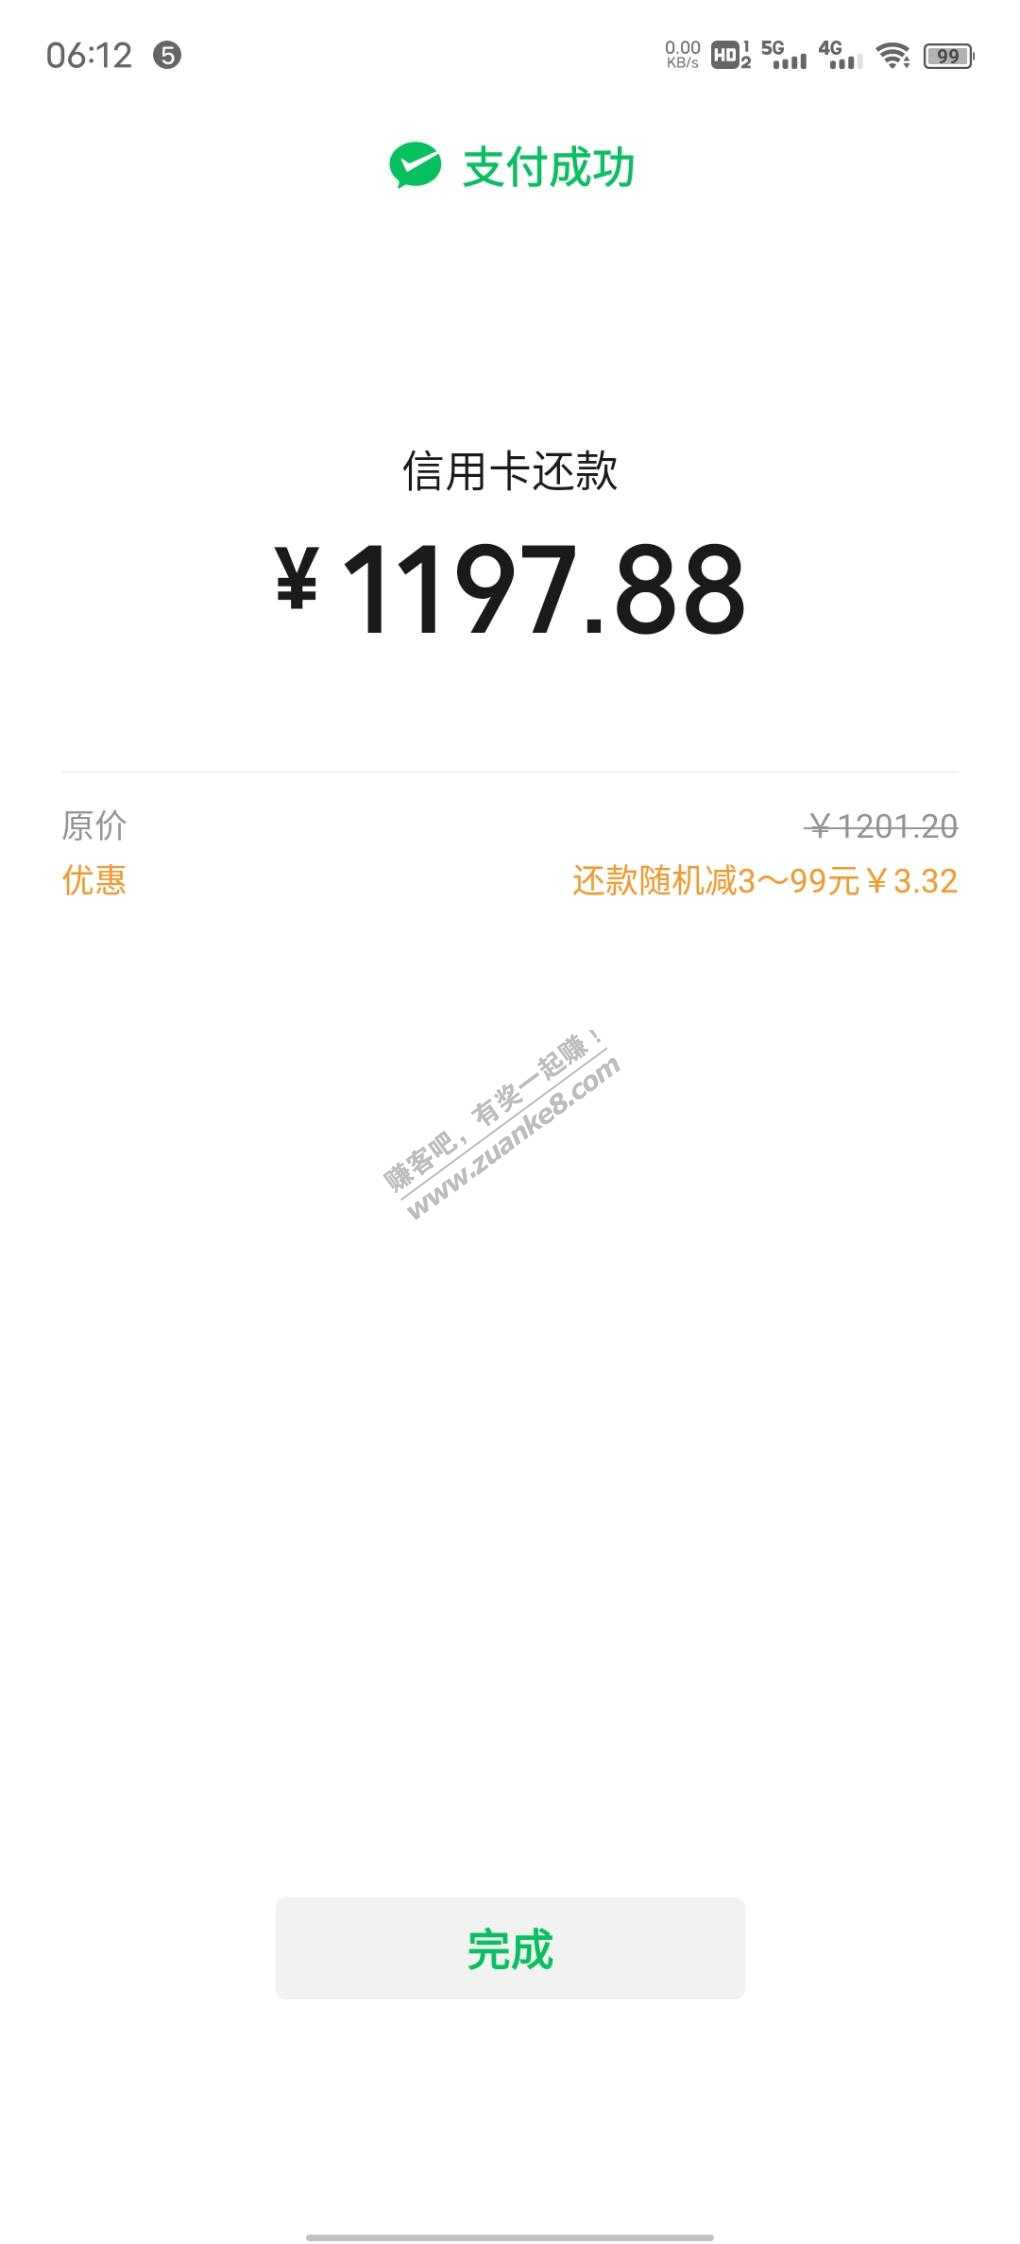 06:12 5 0.00 KB/s HD 1 2 5G 4G 99
支付成功
信用卡还款
¥1197.88
原价 ¥1201.20
优惠 还款随机减3～99元¥3.32
赚客吧，有奖一起赚！
www.zuanke8.com
完成